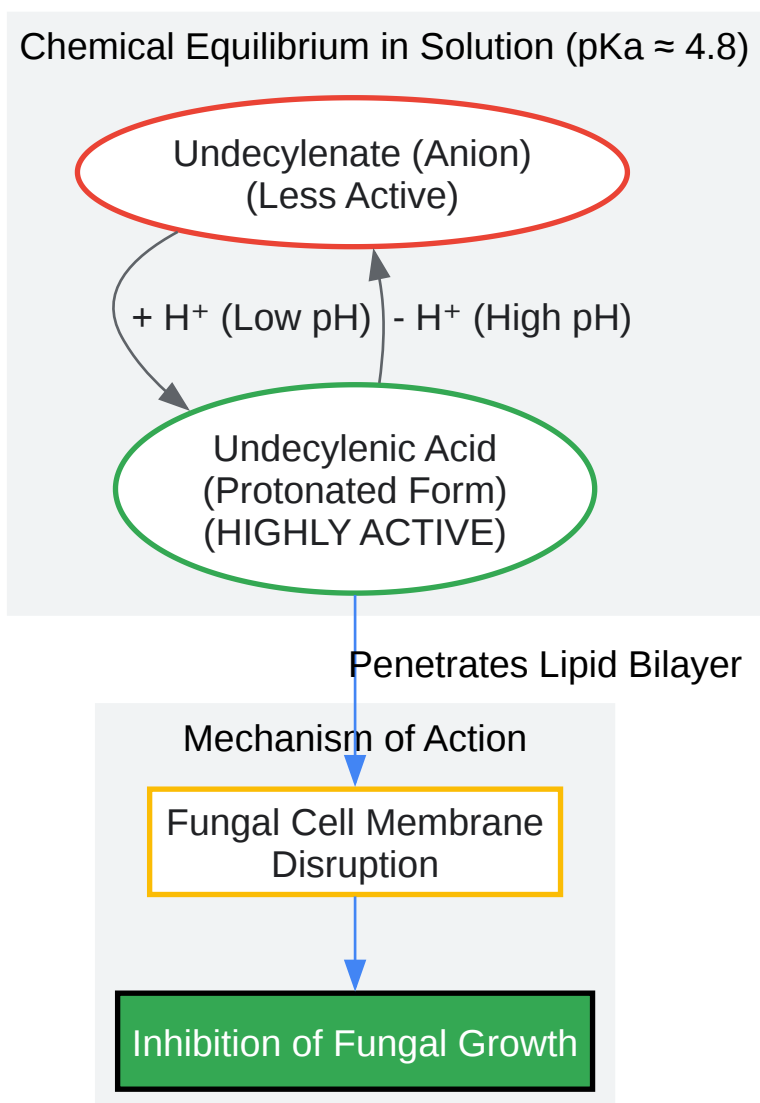 Chemical Equilibrium in Solution (pKa ≈ 4.8)
Undecylenate (Anion)
(Less Active)
+ H⁺ (Low pH)
- H⁺ (High pH)
Undecylenic Acid
(Protonated Form)
(HIGHLY ACTIVE)
Penetrates Lipid Bilayer
Mechanism of Action
Fungal Cell Membrane
Disruption
Inhibition of Fungal Growth